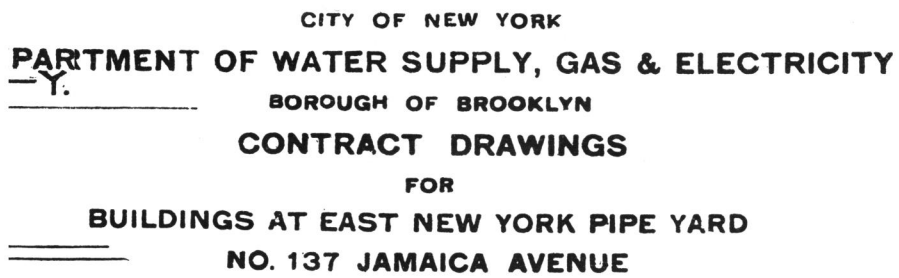 CITY OF NEW YORK
PARTMENT OF WATER SUPPLY, GAS & ELECTRICITY
Y.
BOROUGH OF BROOKLYN
CONTRACT DRAWINGS
FOR
BUILDINGS AT EAST NEW YORK PIPE YARD
NO. 137 JAMAICA AVENUE